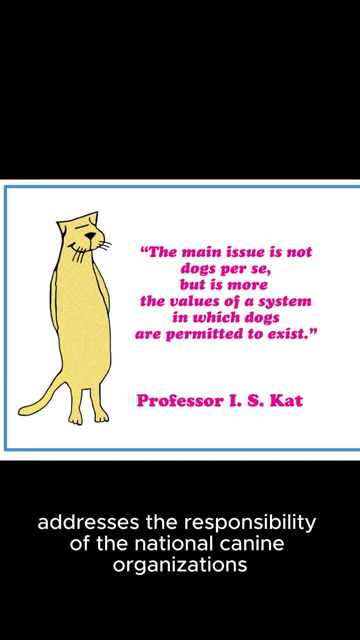 “The main issue is not
dogs per se,
but is more
the values of a system
in which dogs
are permitted to exist.”
Professor I. S. Kat
addresses the responsibility
of the national canine
organizations